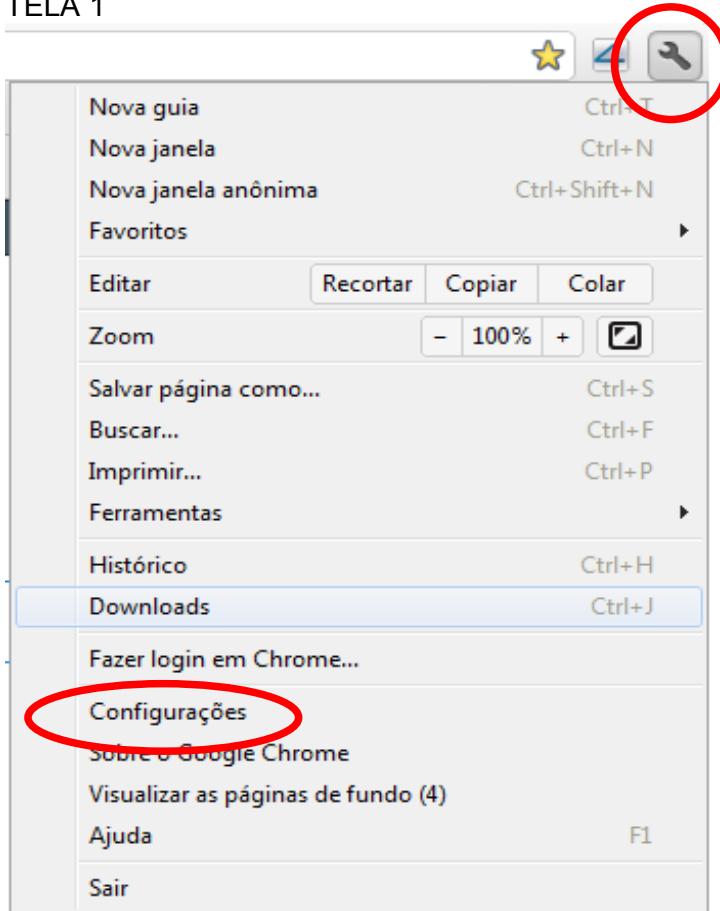 TELA 1
Nova guia Ctrl+T
Nova janela Ctrl+N
Nova janela anônima Ctrl+Shift+N
Favoritos
Editar Recortar Copiar Colar
Zoom - 100% +
Salvar página como... Ctrl+S
Buscar... Ctrl+F
Imprimir... Ctrl+P
Ferramentas
Histórico Ctrl+H
Downloads Ctrl+J
Fazer login em Chrome...
Configurações
Sobre o Google Chrome
Visualizar as páginas de fundo (4)
Ajuda F1
Sair